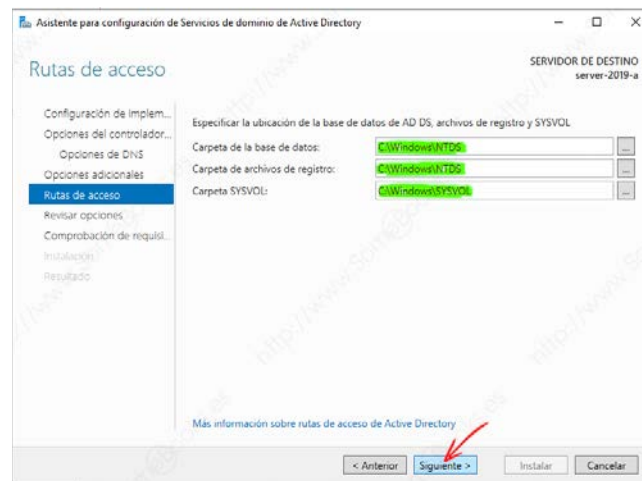 Asistente para configuración de Servicios de dominio de Active Directory
SERVIDOR DE DESTINO
server-2019-a
Rutas de acceso
Configuración de implem...
Opciones del controlador...
Opciones de DNS
Opciones adicionales
Rutas de acceso
Revisar opciones
Comprobación de requisi...
Instalación
Resultado
Especificar la ubicación de la base de datos de AD DS, archivos de registro y SYSVOL
Carpeta de la base de datos: C:\Windows\NTDS ...
Carpeta de archivos de registro: C:\Windows\NTDS ...
Carpeta SYSVOL: C:\Windows\SYSVOL ...
Más información sobre rutas de acceso de Active Directory
< Anterior Siguiente > Instalar Cancelar